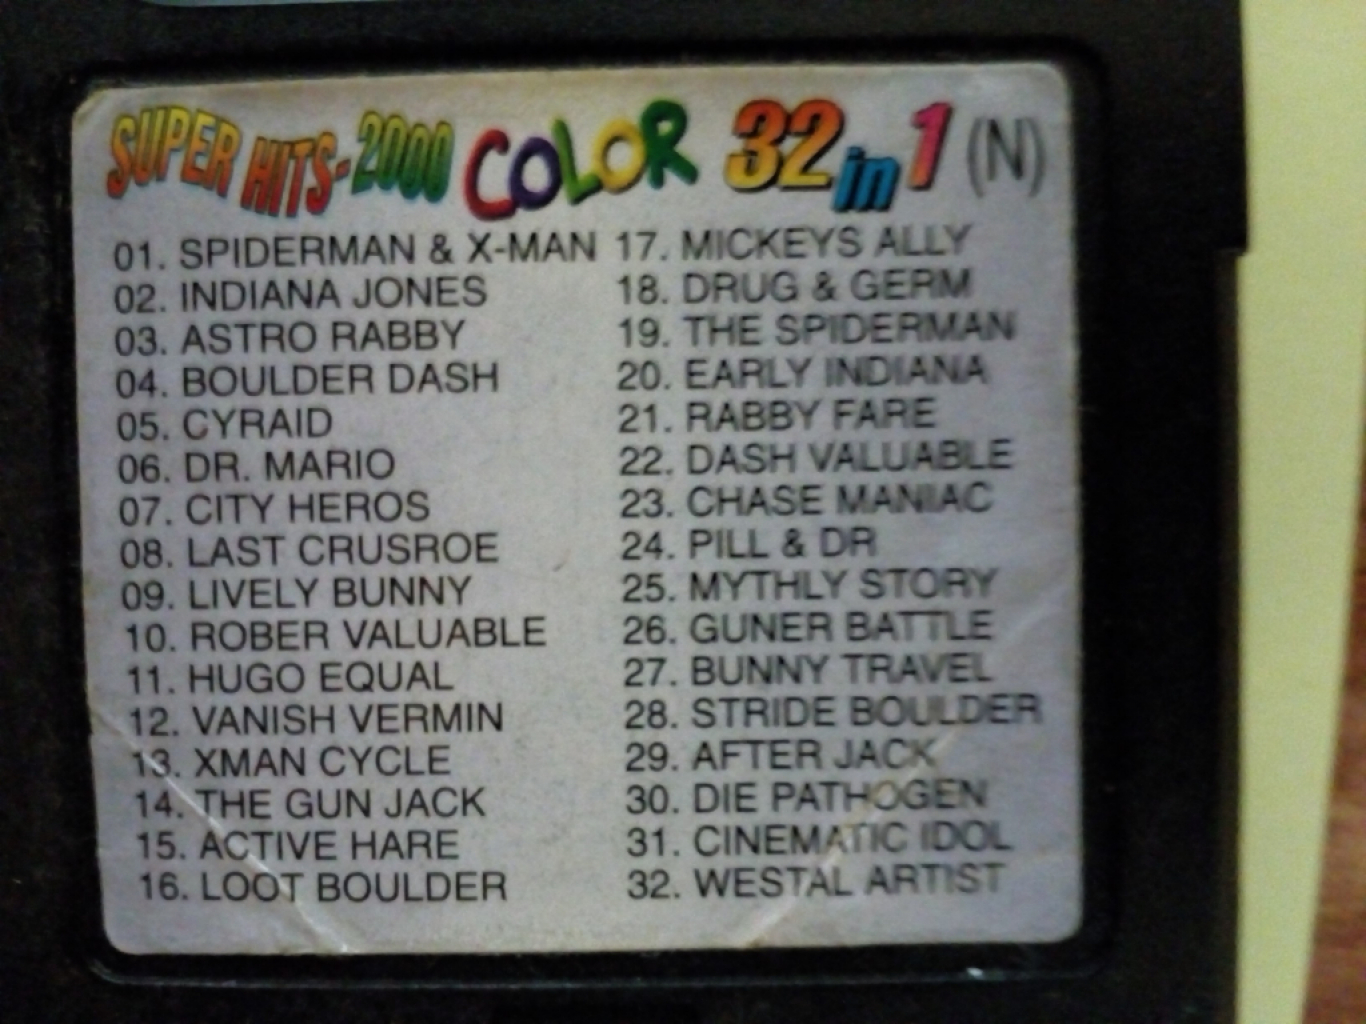 SUPER HITS-2000 COLOR 32 in 1 (N)
01. SPIDERMAN & X-MAN
02. INDIANA JONES
03. ASTRO RABBY
04. BOULDER DASH
05. CYRAID
06. DR. MARIO
07. CITY HEROS
08. LAST CRUSROE
09. LIVELY BUNNY
10. ROBER VALUABLE
11. HUGO EQUAL
12. VANISH VERMIN
13. XMAN CYCLE
14. THE GUN JACK
15. ACTIVE HARE
16. LOOT BOULDER
17. MICKEYS ALLY
18. DRUG & GERM
19. THE SPIDERMAN
20. EARLY INDIANA
21. RABBY FARE
22. DASH VALUABLE
23. CHASE MANIAC
24. PILL & DR
25. MYTHLY STORY
26. GUNER BATTLE
27. BUNNY TRAVEL
28. STRIDE BOULDER
29. AFTER JACK
30. DIE PATHOGEN
31. CINEMATIC IDOL
32. WESTAL ARTIST